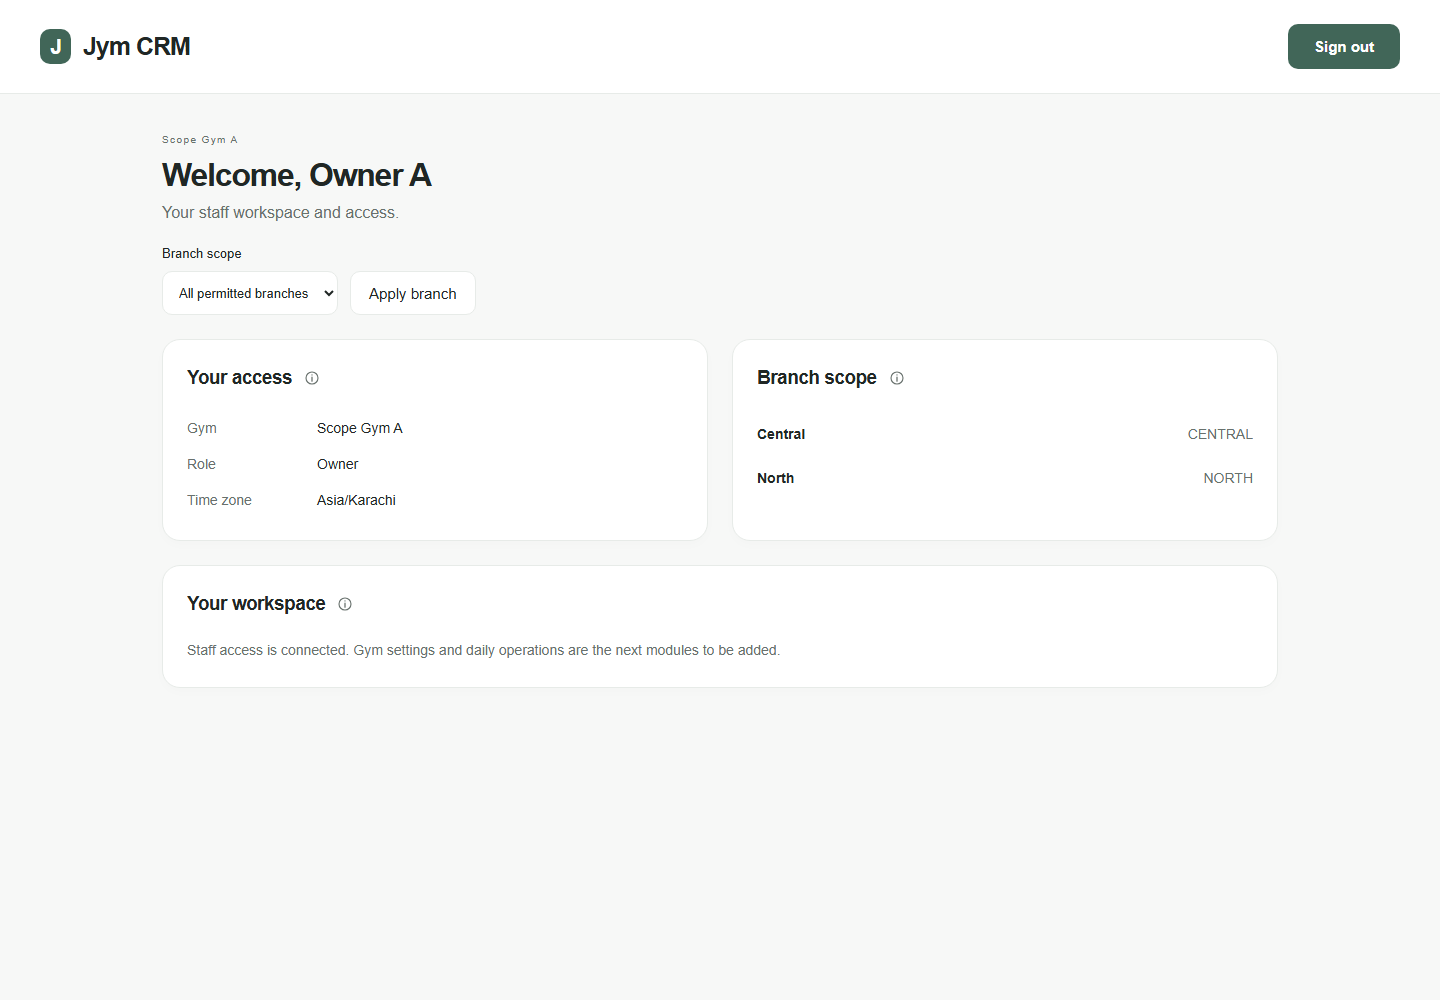 J Jym CRM
Sign out
Scope Gym A
Welcome, Owner A
Your staff workspace and access.
Branch scope
All permitted branches
Apply branch
Your access
Gym Scope Gym A
Role Owner
Time zone Asia/Karachi
Branch scope
Central CENTRAL
North NORTH
Your workspace
Staff access is connected. Gym settings and daily operations are the next modules to be added.